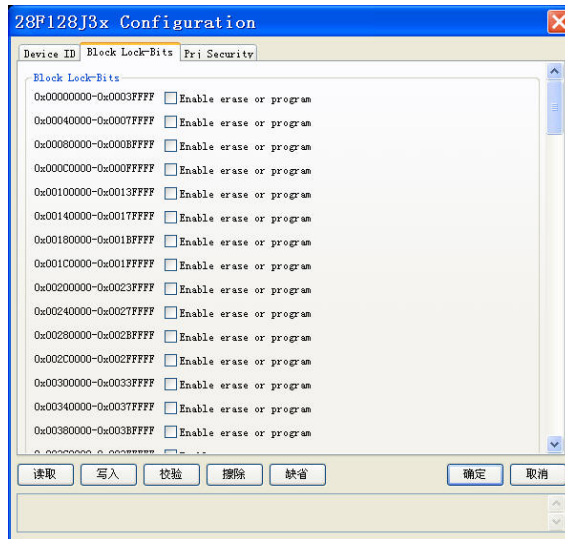 28F128J3x Configuration
Device ID Block Lock-Bits Prj Security
Block Lock-Bits
0x00000000-0x0003FFFF Enable erase or program
0x00040000-0x0007FFFF Enable erase or program
0x00080000-0x000BFFFF Enable erase or program
0x000C0000-0x000FFFFF Enable erase or program
0x00100000-0x0013FFFF Enable erase or program
0x00140000-0x0017FFFF Enable erase or program
0x00180000-0x001BFFFF Enable erase or program
0x001C0000-0x001FFFFF Enable erase or program
0x00200000-0x0023FFFF Enable erase or program
0x00240000-0x0027FFFF Enable erase or program
0x00280000-0x002BFFFF Enable erase or program
0x002C0000-0x002FFFFF Enable erase or program
0x00300000-0x0033FFFF Enable erase or program
0x00340000-0x0037FFFF Enable erase or program
0x00380000-0x003BFFFF Enable erase or program
读取 写入 校验 擦除 缺省 确定 取消